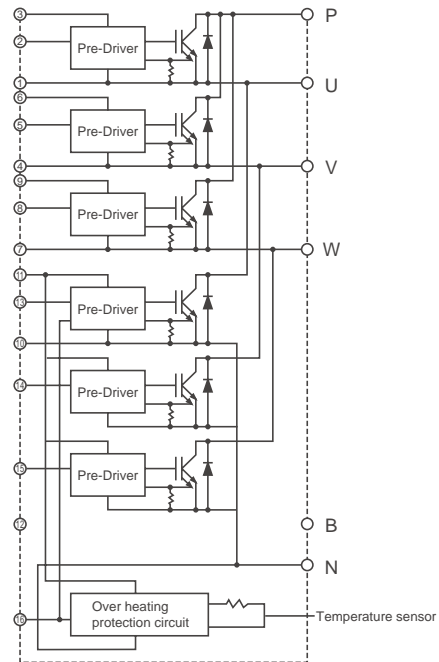 ③
P
②
Pre-Driver
①
U
⑥
⑤
Pre-Driver
④
V
⑨
⑧
Pre-Driver
⑦
W
⑪
⑬
Pre-Driver
⑩
⑭
Pre-Driver
⑮
Pre-Driver
⑫
B
N
Over heating
protection circuit
⑯
Temperature sensor